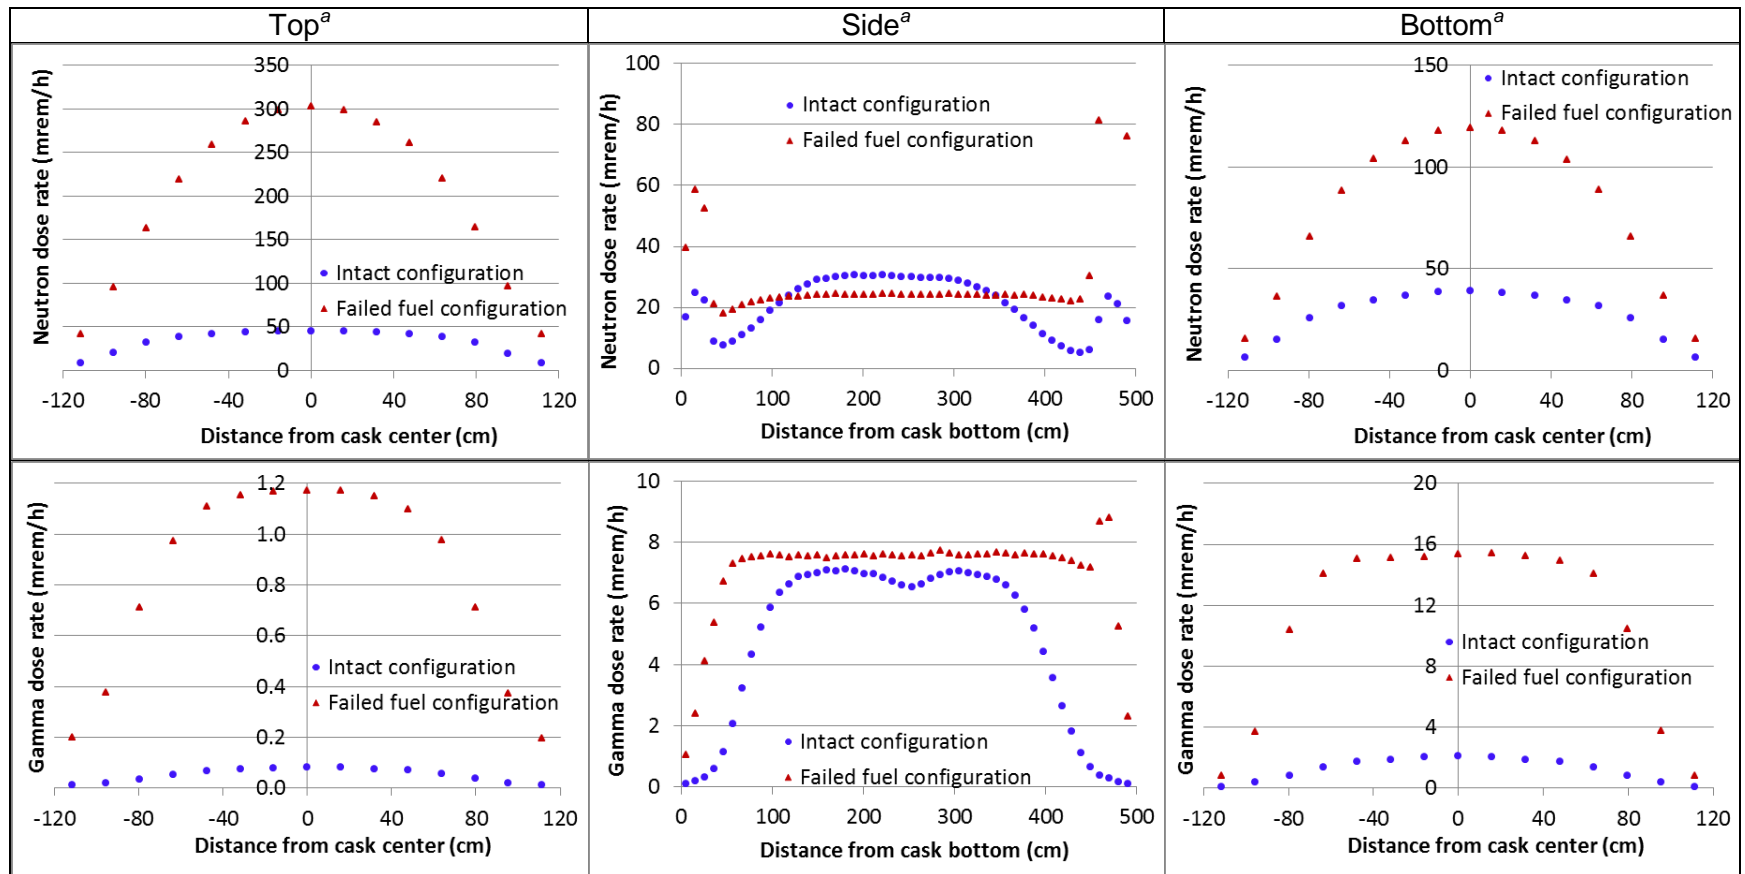 Topa
Sidea
Bottoma
Neutron dose rate (mrem/h)
350
300
250
200
150
100
50
0
-120 -80 -40 0 40 80 120
Distance from cask center (cm)
Intact configuration
Failed fuel configuration
Neutron dose rate (mrem/h)
100
80
60
40
20
0
0 100 200 300 400 500
Distance from cask bottom (cm)
Intact configuration
Failed fuel configuration
Neutron dose rate (mrem/h)
150
100
50
0
-120 -80 -40 0 40 80 120
Distance from cask center (cm)
Intact configuration
Failed fuel configuration
Gamma dose rate (mrem/h)
1.2
1.0
0.8
0.6
0.4
0.2
0.0
-120 -80 -40 0 40 80 120
Distance from cask center (cm)
Intact configuration
Failed fuel configuration
Gamma dose rate (mrem/h)
10
8
6
4
2
0
0 100 200 300 400 500
Distance from cask bottom (cm)
Intact configuration
Failed fuel configuration
Gamma dose rate (mrem/h)
20
16
12
8
4
0
-120 -80 -40 0 40 80 120
Distance from cask center (cm)
Intact configuration
Failed fuel configuration